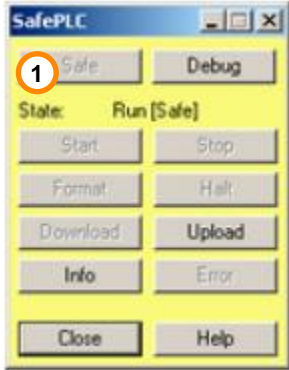 SafePLC
1 Safe Debug
State: Run [Safe]
Start Stop
Format Halt
Download Upload
Info Error
Close Help